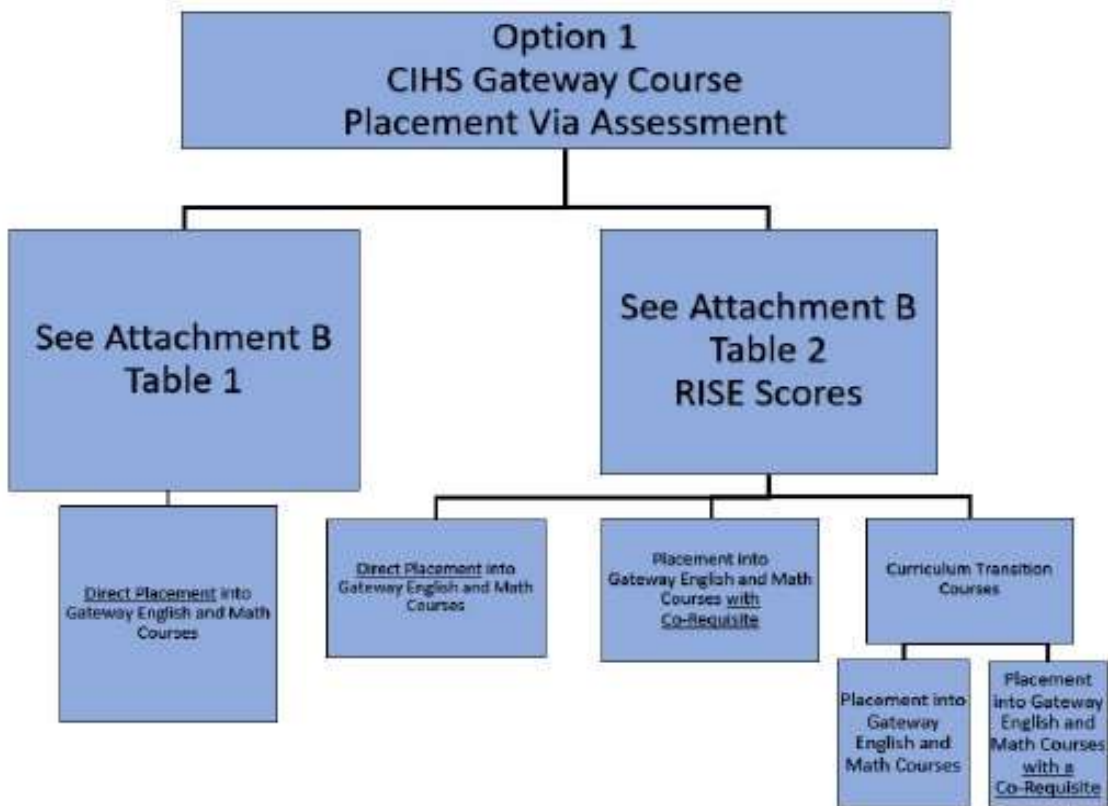 Option 1
CIHS Gateway Course
Placement Via Assessment
See Attachment B
Table 1
See Attachment B
Table 2
RISE Scores
Direct Placement into
Gateway English and Math
Courses
Direct Placement into
Gateway English and Math
Courses
Placement into
Gateway English and Math
Courses with
Co-Requisite
Curriculum Transition
Courses
Placement into
Gateway
English and
Math Courses
Placement
into Gateway
English and
Math Courses
with a
Co-Requisite